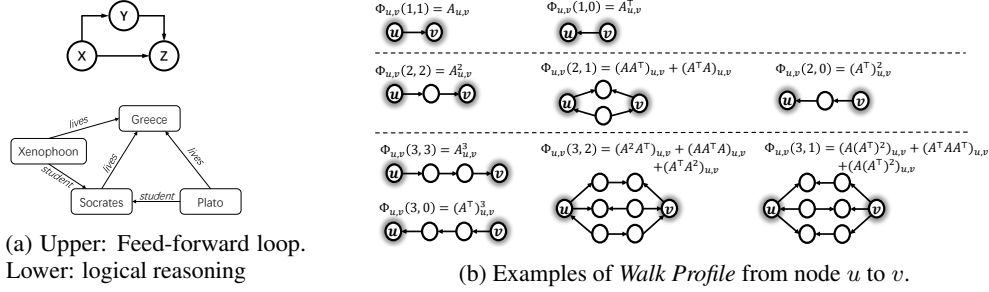 Y
X
Z
lives
Greece
Xenophoon
lives
lives
student
Socrates
student
Plato
(a) Upper: Feed-forward loop.
Lower: logical reasoning
Φ_{u,v}(1,1) = A_{u,v}
Φ_{u,v}(1,0) = A^⊤_{u,v}
u
v
u
v
Φ_{u,v}(2,2) = A^2_{u,v}
Φ_{u,v}(2,1) = (AA^⊤)_{u,v} + (A^⊤A)_{u,v}
Φ_{u,v}(2,0) = (A^⊤)^2_{u,v}
u
v
u
v
u
v
Φ_{u,v}(3,3) = A^3_{u,v}
Φ_{u,v}(3,2) = (A^2A^⊤)_{u,v} + (AA^⊤A)_{u,v}
+(A^⊤A^2)_{u,v}
Φ_{u,v}(3,1) = (A(A^⊤)^2)_{u,v} + (A^⊤AA^⊤)_{u,v}
+(A(A^⊤)^2)_{u,v}
u
v
Φ_{u,v}(3,0) = (A^⊤)^3_{u,v}
u
v
u
v
u
v
(b) Examples of Walk Profile from node u to v.